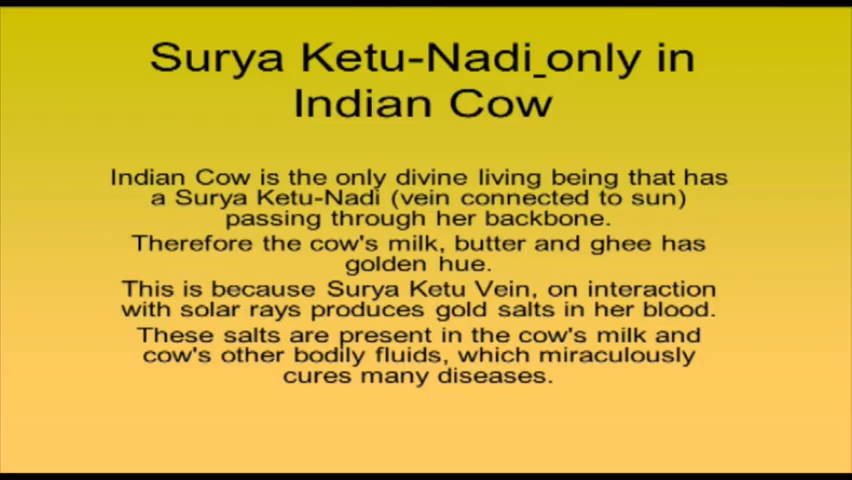 Surya Ketu-Nadi_only in
Indian Cow
Indian Cow is the only divine living being that has
a Surya Ketu-Nadi (vein connected to sun)
passing through her backbone.
Therefore the cow's milk, butter and ghee has
golden hue.
This is because Surya Ketu Vein, on interaction
with solar rays produces gold salts in her blood.
These salts are present in the cow's milk and
cow's other bodily fluids, which miraculously
cures many diseases.